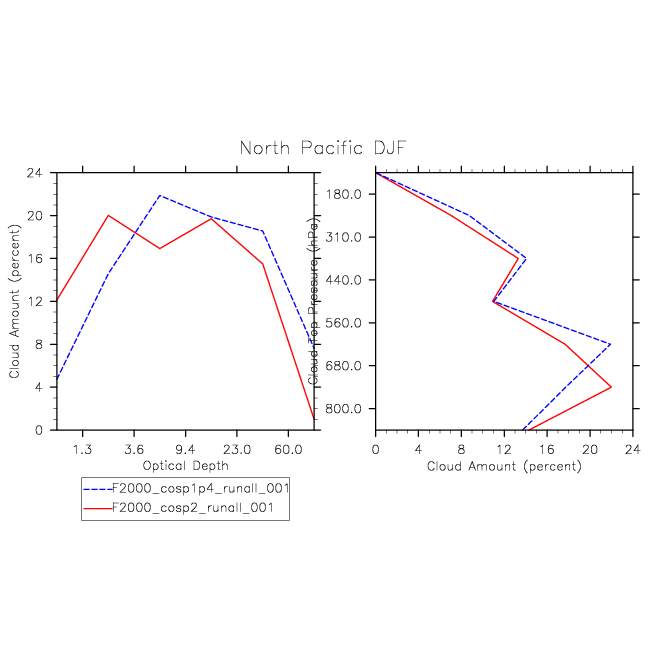 North Pacific DJF
24
20
16
12
8
4
0
Cloud Amount (percent)
1.3 3.6 9.4 23.0 60.0
Optical Depth
Cloud Top Pressure (hPa)
180.0
310.0
440.0
560.0
680.0
800.0
0 4 8 12 16 20 24
Cloud Amount (percent)
F2000_cosp1p4_runall_001
F2000_cosp2_runall_001